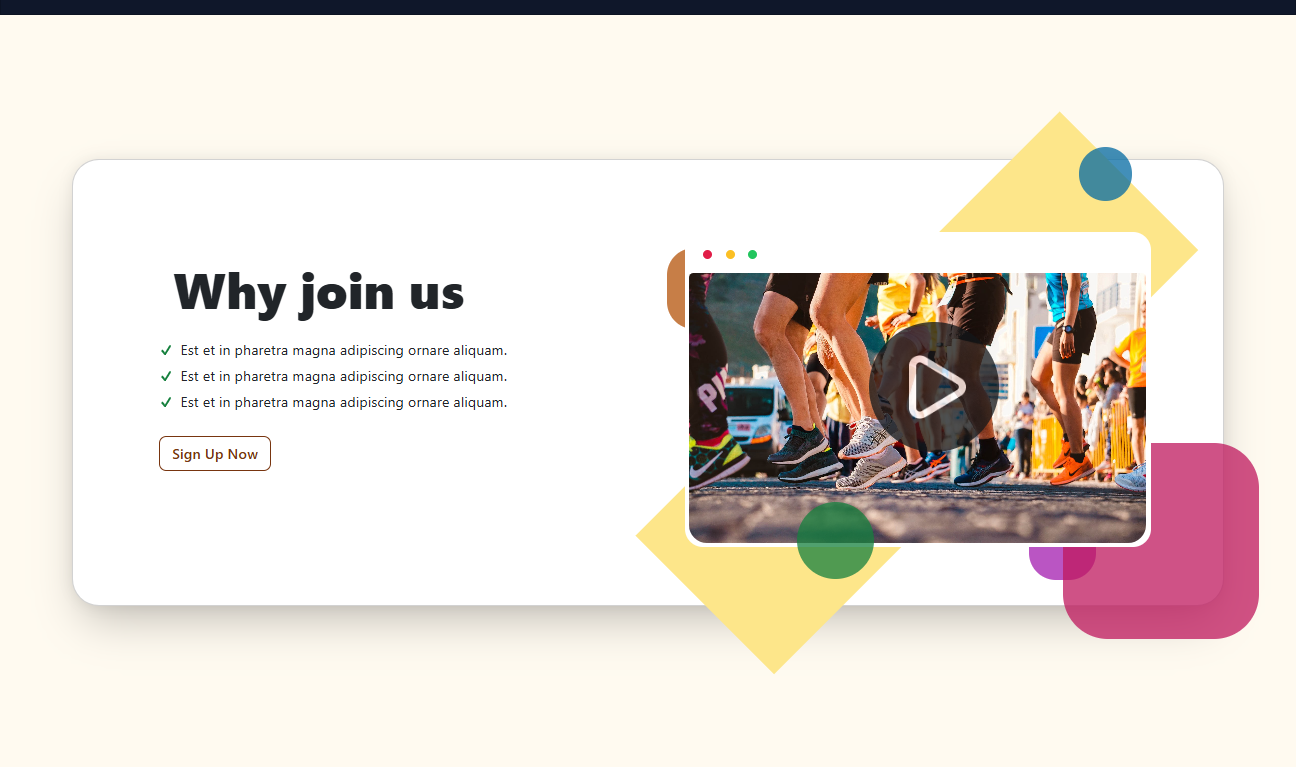 Why join us
Est et in pharetra magna adipiscing ornare aliquam.
Est et in pharetra magna adipiscing ornare aliquam.
Est et in pharetra magna adipiscing ornare aliquam.
Sign Up Now